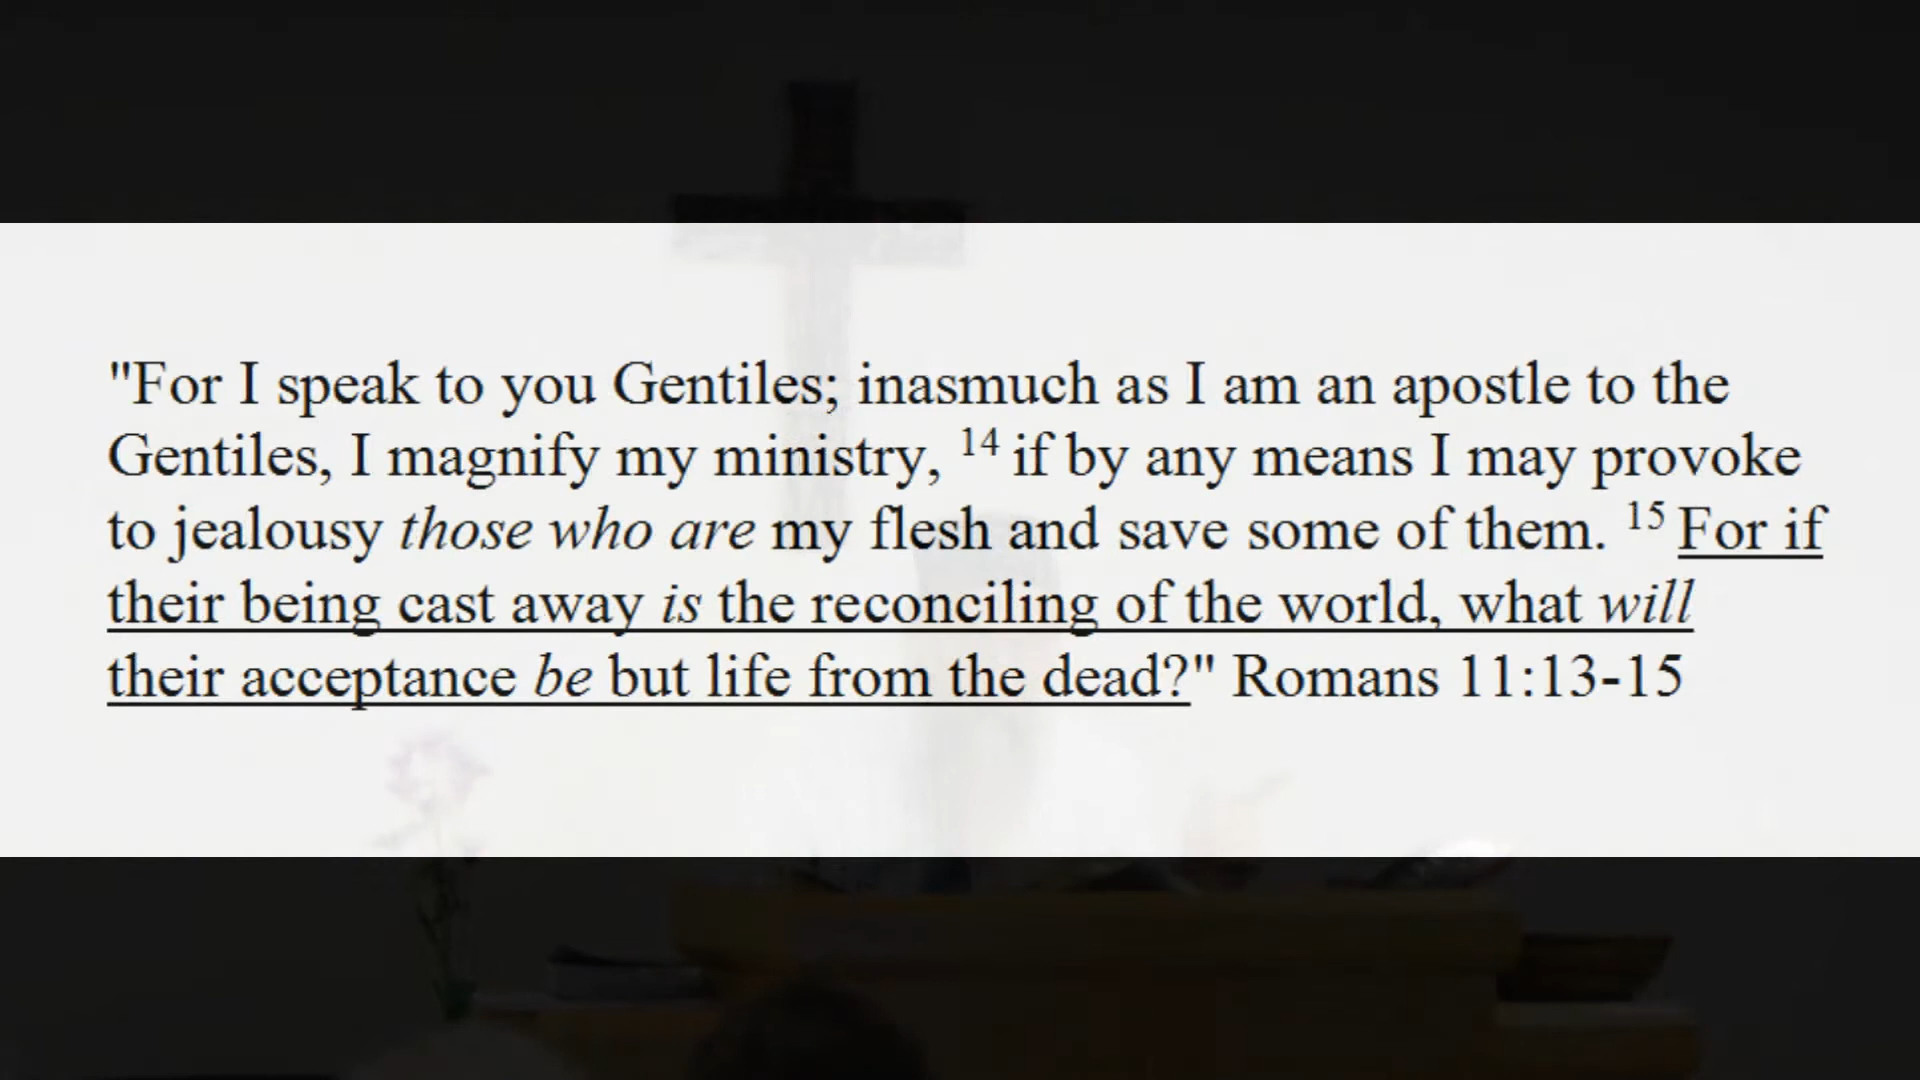 "For I speak to you Gentiles; inasmuch as I am an apostle to the
Gentiles, I magnify my ministry, 14 if by any means I may provoke
to jealousy those who are my flesh and save some of them. 15 For if
their being cast away is the reconciling of the world, what will
their acceptance be but life from the dead?" Romans 11:13-15